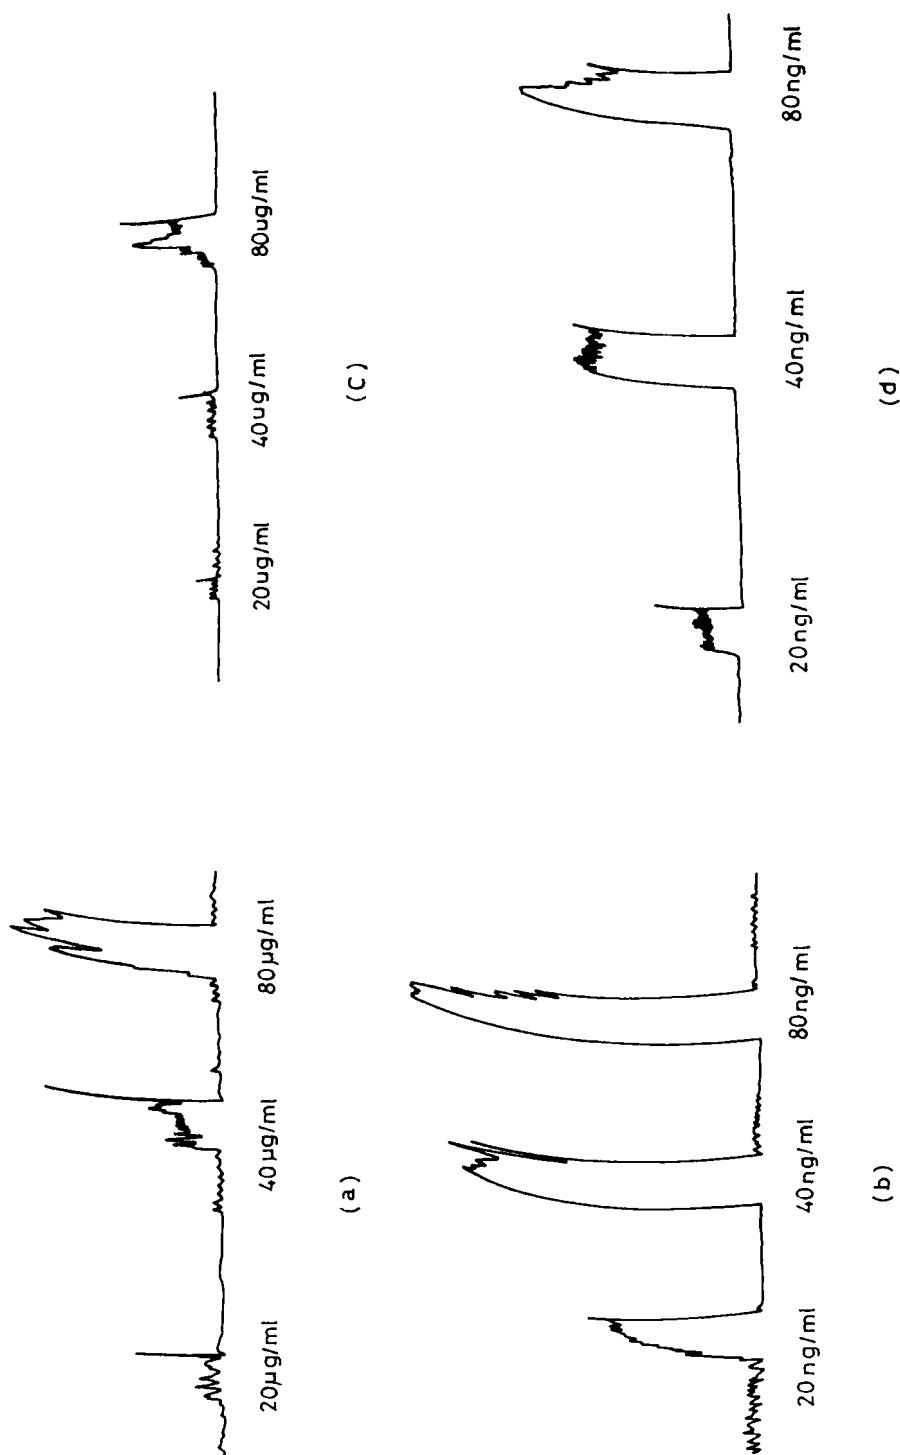 20µg/ml 40µg/ml 80µg/ml
(a)
20ug/ml 40ug/ml 80ug/ml
(C)
20ng/ml 40ng/ml 80ng/ml
(b)
20ng/ml 40ng/ml 80ng/ml
(d)